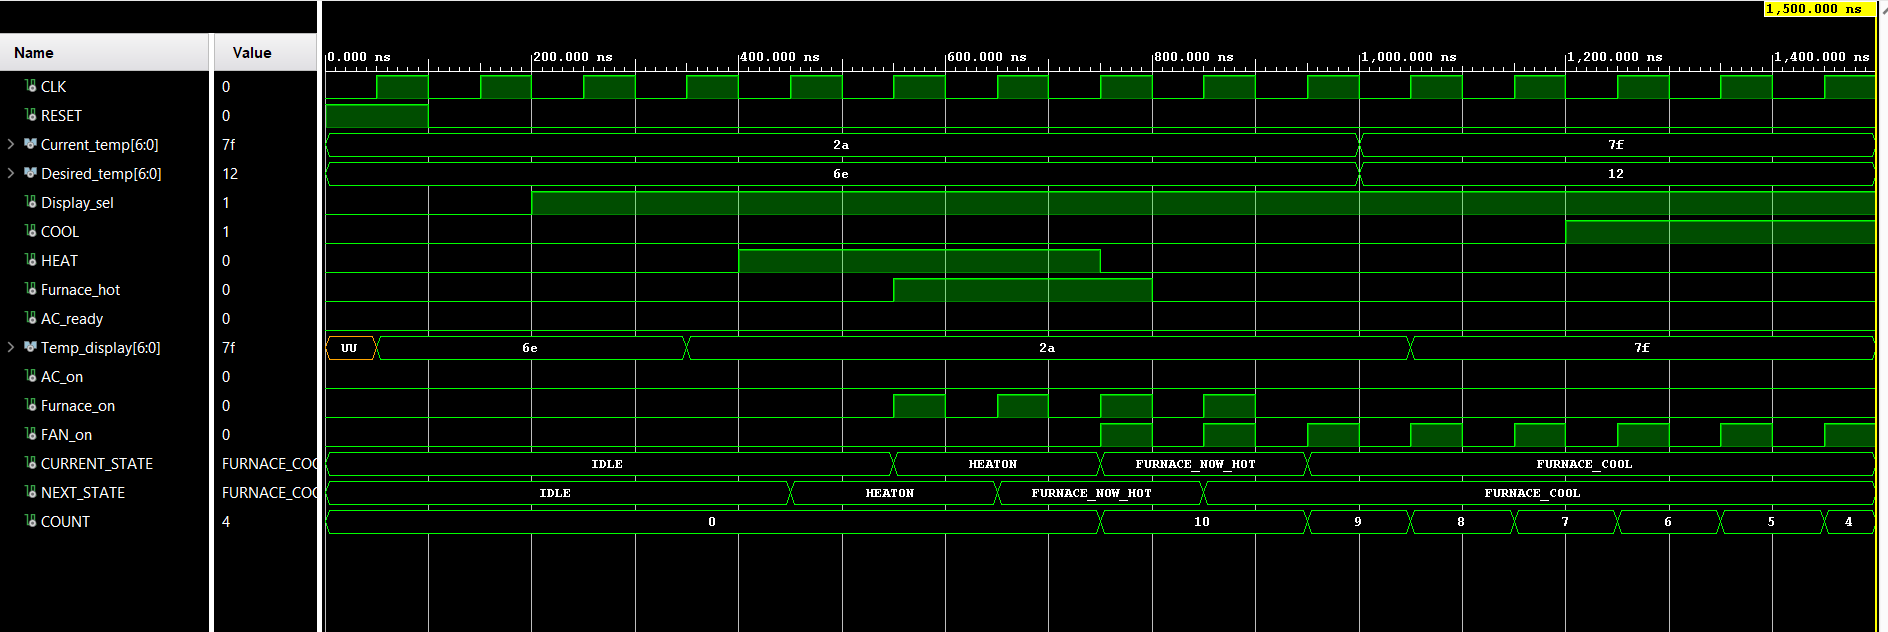 1,500.000 ns
Name Value
0.000 ns 200.000 ns 400.000 ns 600.000 ns 800.000 ns 1,000.000 ns 1,200.000 ns 1,400.000 ns
CLK 0
RESET 0
Current_temp[6:0] 7f 2a 7f
Desired_temp[6:0] 12 6e 12
Display_sel 1
COOL 1
HEAT 0
Furnace_hot 0
AC_ready 0
Temp_display[6:0] 7f UU 6e 2a 7f
AC_on 0
Furnace_on 0
FAN_on 0
CURRENT_STATE FURNACE_COO IDLE HEATON FURNACE_NOW_HOT FURNACE_COOL
NEXT_STATE FURNACE_COO IDLE HEATON FURNACE_NOW_HOT FURNACE_COOL
COUNT 4 0 10 9 8 7 6 5 4